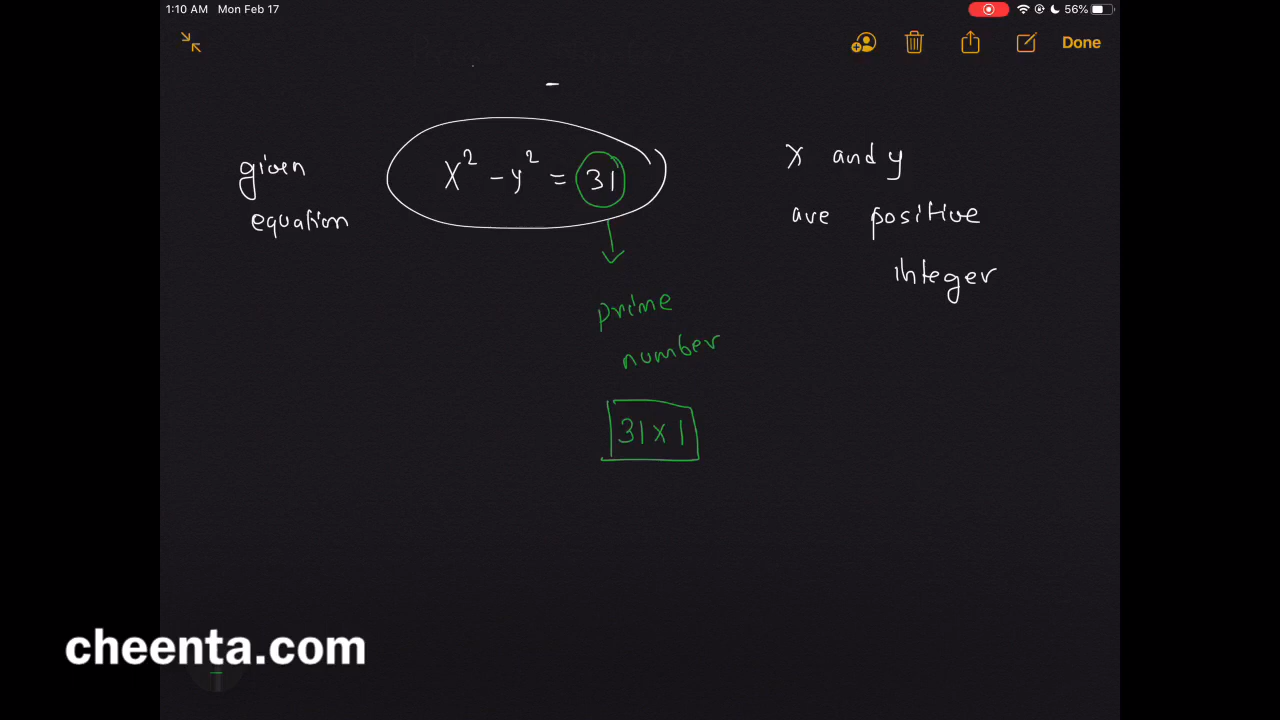 1:10 AM Mon Feb 17
56%
Done
given
equation
x² - y² = 31
x and y
are positive
integer
prime
number
31 x 1
cheenta.com